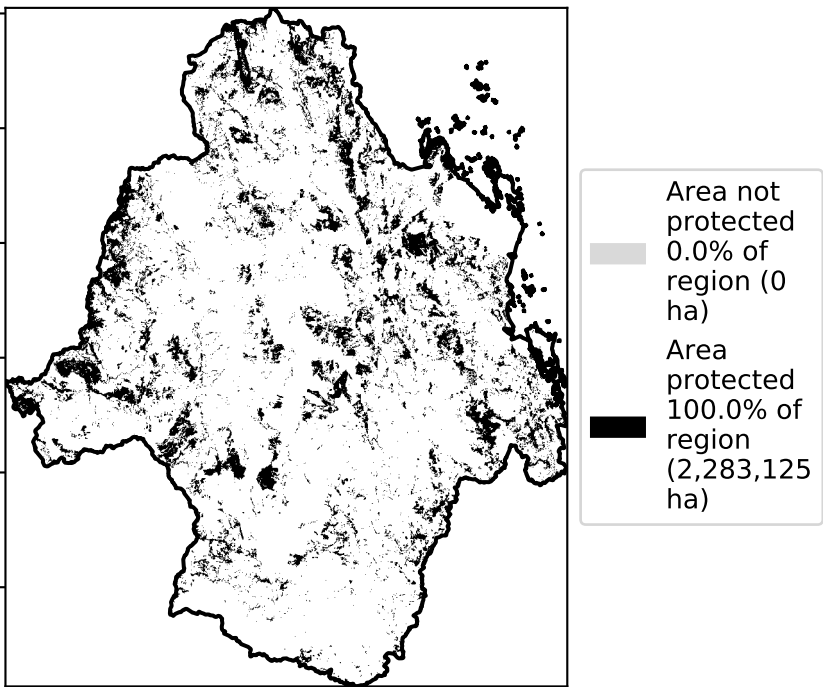 Area not
protected
0.0% of
region (0
ha)
Area
protected
100.0% of
region
(2,283,125
ha)